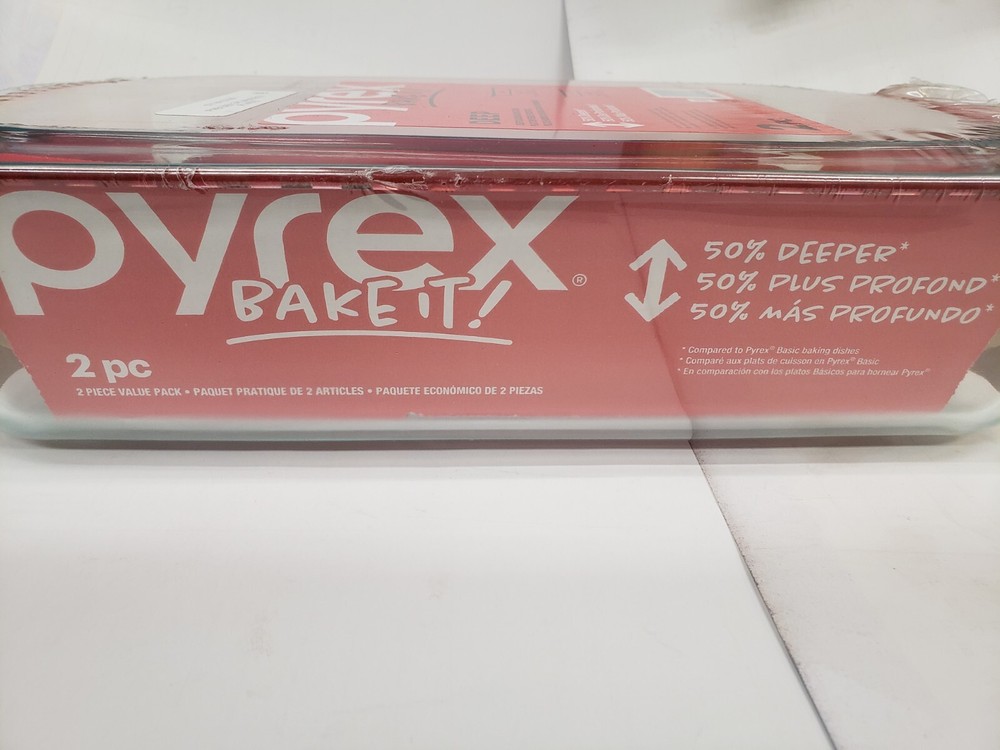 pyrex
DEEP
pyrex®
BAKE IT!
50% DEEPER*
50% PLUS PROFOND*
50% MÁS PROFUNDO*
* Compared to Pyrex® Basic baking dishes
* Comparé aux plats de cuisson en Pyrex® Basic
* En comparación con los platos Básicos para hornear Pyrex®
2 pc
2 PIECE VALUE PACK • PAQUET PRATIQUE DE 2 ARTICLES • PAQUETE ECONÓMICO DE 2 PIEZAS